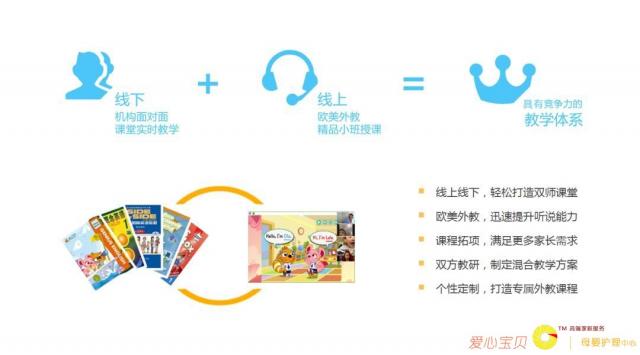 线下
机构面对面
课堂实时教学
+
线上
欧美外教
精品小班授课
=
具有竞争力的
教学体系
SIDE
SIDE
Hello, I'm
Hi, I'm
线上线下，轻松打造双师课堂
欧美外教，迅速提升听说能力
课程拓项，满足更多家长需求
双方教研，制定混合教学方案
个性定制，打造专属外教课程
爱心宝贝
TM 高端家政服务
母婴护理中心